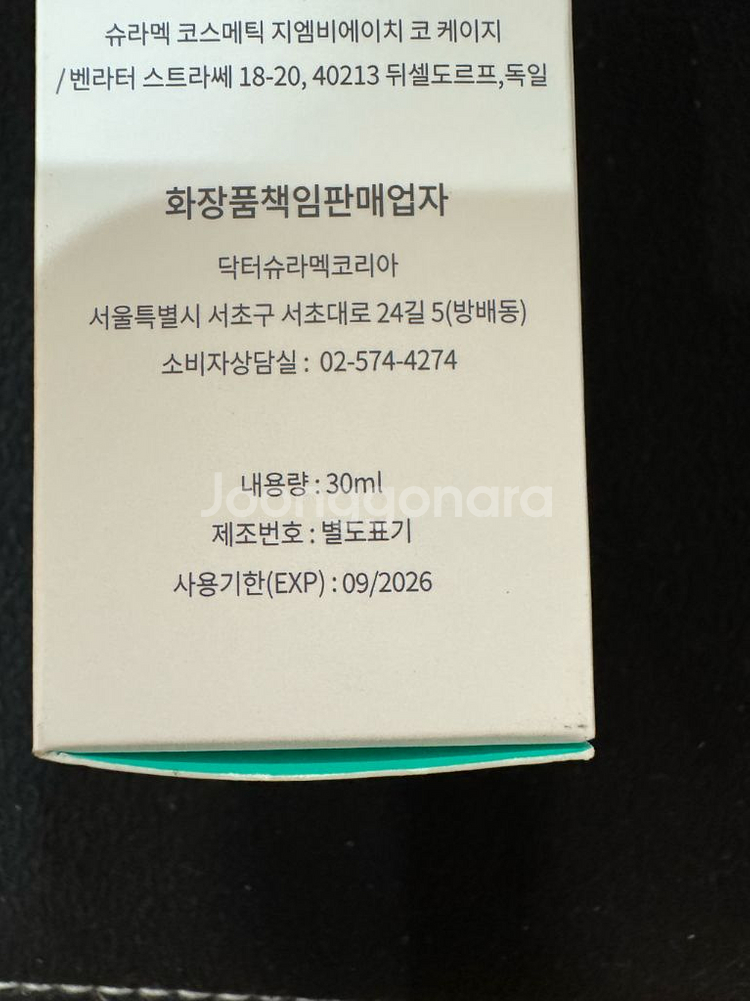 슈라멕 코스메틱 지엠비에이치 코 케이지
/ 벤라터 스트라쎄 18-20, 40213 뒤셀도르프,독일
화장품책임판매업자
닥터슈라멕코리아
서울특별시 서초구 서초대로 24길 5(방배동)
소비자상담실 : 02-574-4274
내용량 : 30ml
Joonggonara
제조번호 : 별도표기
사용기한(EXP) : 09/2026